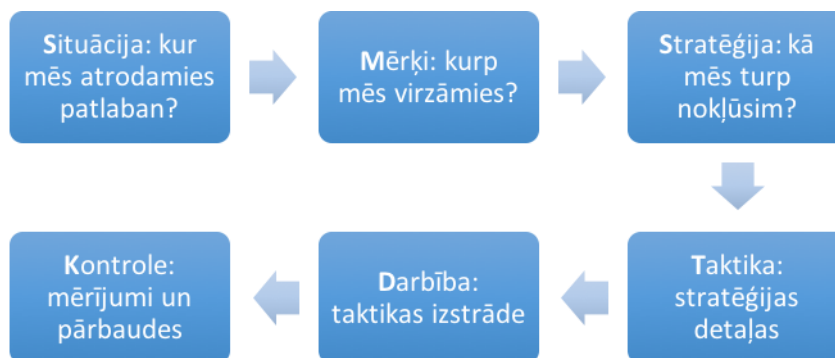 Situācija: kur
mēs atrodamies
patlaban?
Mērķi: kurp
mēs virzāmies?
Stratēģija: kā
mēs turp
nokļūsim?
Taktika:
stratēģijas
detaļas
Darbība:
taktikas izstrāde
Kontrole:
mērījumi un
pārbaudes